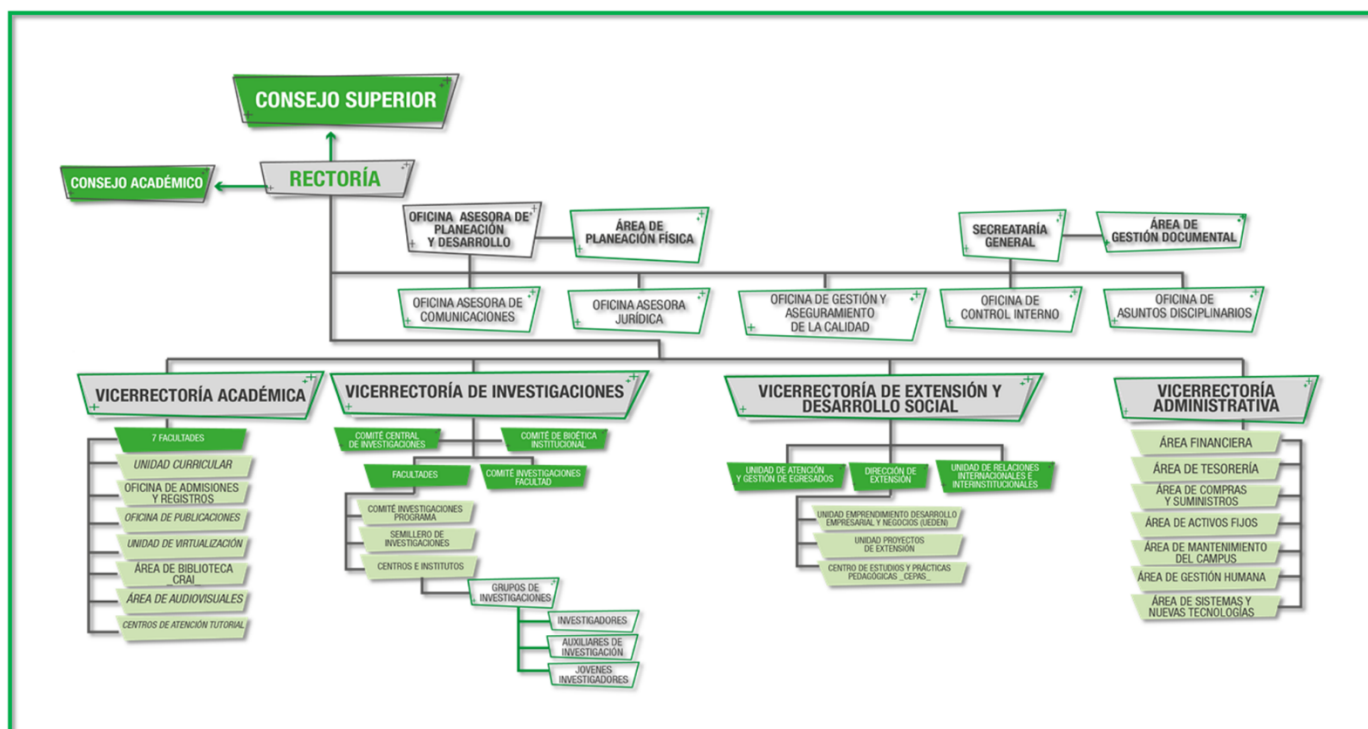 CONSEJO SUPERIOR
CONSEJO ACADÉMICO
RECTORÍA
OFICINA ASESORA DE
PLANEACIÓN
Y DESARROLLO
ÁREA DE
PLANEACIÓN FÍSICA
SECREATARÍA
GENERAL
ÁREA DE
GESTIÓN DOCUMENTAL
OFICINA ASESORA DE
COMUNICACIONES
OFICINA ASESORA
JURÍDICA
OFICINA DE GESTIÓN Y
ASEGURAMIENTO
DE LA CALIDAD
OFICINA DE
CONTROL INTERNO
OFICINA DE
ASUNTOS DISCIPLINARIOS
VICERRECTORÍA ACADÉMICA
7 FACULTADES
UNIDAD CURRICULAR
OFICINA DE ADMISIONES
Y REGISTROS
OFICINA DE PUBLICACIONES
UNIDAD DE VIRTUALIZACIÓN
ÁREA DE BIBLIOTECA
_CRAI_
ÁREA DE AUDIOVISUALES
CENTROS DE ATENCIÓN TUTORIAL
VICERRECTORÍA DE INVESTIGACIONES
COMITÉ CENTRAL
DE INVESTIGACIONES
COMITÉ DE BIOÉTICA
INSTITUCIONAL
FACULTADES
COMITÉ INVESTIGACIONES
FACULTAD
COMITÉ INVESTIGACIONES
PROGRAMA
SEMILLERO DE
INVESTIGACIONES
CENTROS E INSTITUTOS
GRUPOS DE
INVESTIGACIONES
INVESTIGADORES
AUXILIARES DE
INVESTIGACIÓN
JÓVENES
INVESTIGADORES
VICERRECTORÍA DE EXTENSIÓN Y
DESARROLLO SOCIAL
UNIDAD DE ATENCIÓN
Y GESTIÓN DE EGRESADOS
DIRECCIÓN DE
EXTENSIÓN
UNIDAD DE RELACIONES
INTERNACIONALES E
INTERINSTITUCIONALES
UNIDAD EMPRENDIMIENTO DESARROLLO
EMPRESARIAL Y NEGOCIOS (UEDEN)
UNIDAD PROYECTOS
DE EXTENSIÓN
CENTRO DE ESTUDIOS Y PRÁCTICAS
PEDAGÓGICAS _CEPAS_
VICERRECTORÍA
ADMINISTRATIVA
ÁREA FINANCIERA
ÁREA DE TESORERÍA
ÁREA DE COMPRAS
Y SUMINISTROS
ÁREA DE ACTIVOS FIJOS
ÁREA DE MANTENIMIENTO
DEL CAMPUS
ÁREA DE GESTIÓN HUMANA
ÁREA DE SISTEMAS Y
NUEVAS TECNOLOGÍAS